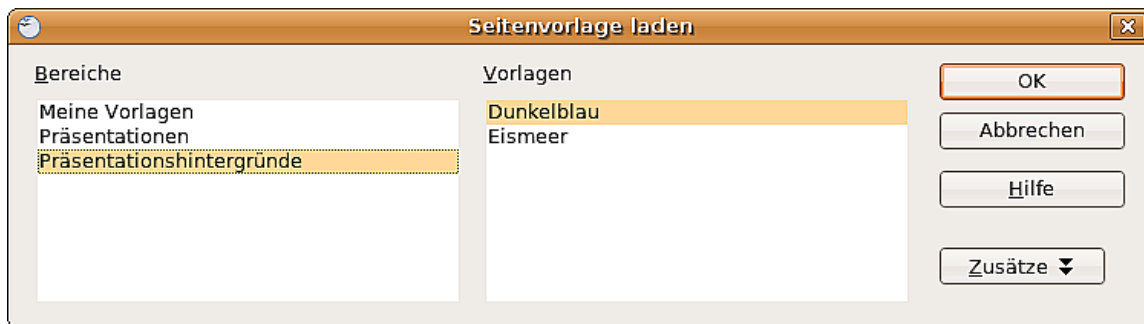 Seitenvorlage laden
Bereiche
Meine Vorlagen
Präsentationen
Präsentationshintergründe
Vorlagen
Dunkelblau
Eismeer
OK
Abbrechen
Hilfe
Zusätze